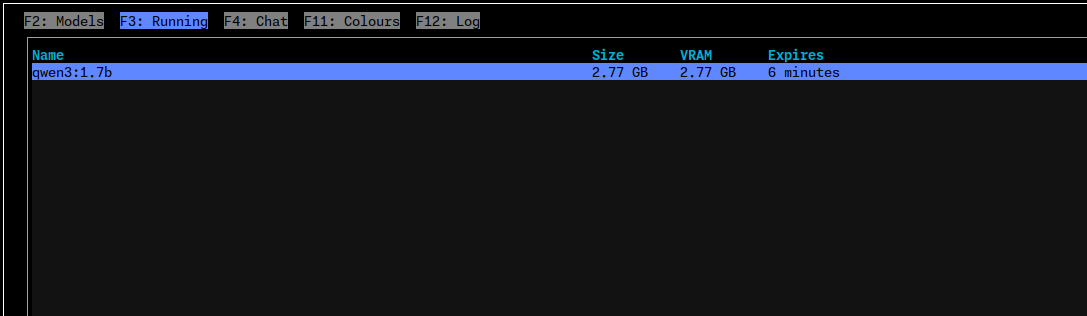 F2: Models F3: Running F4: Chat F11: Colours F12: Log
Name Size VRAM Expires
qwen3:1.7b 2.77 GB 2.77 GB 6 minutes